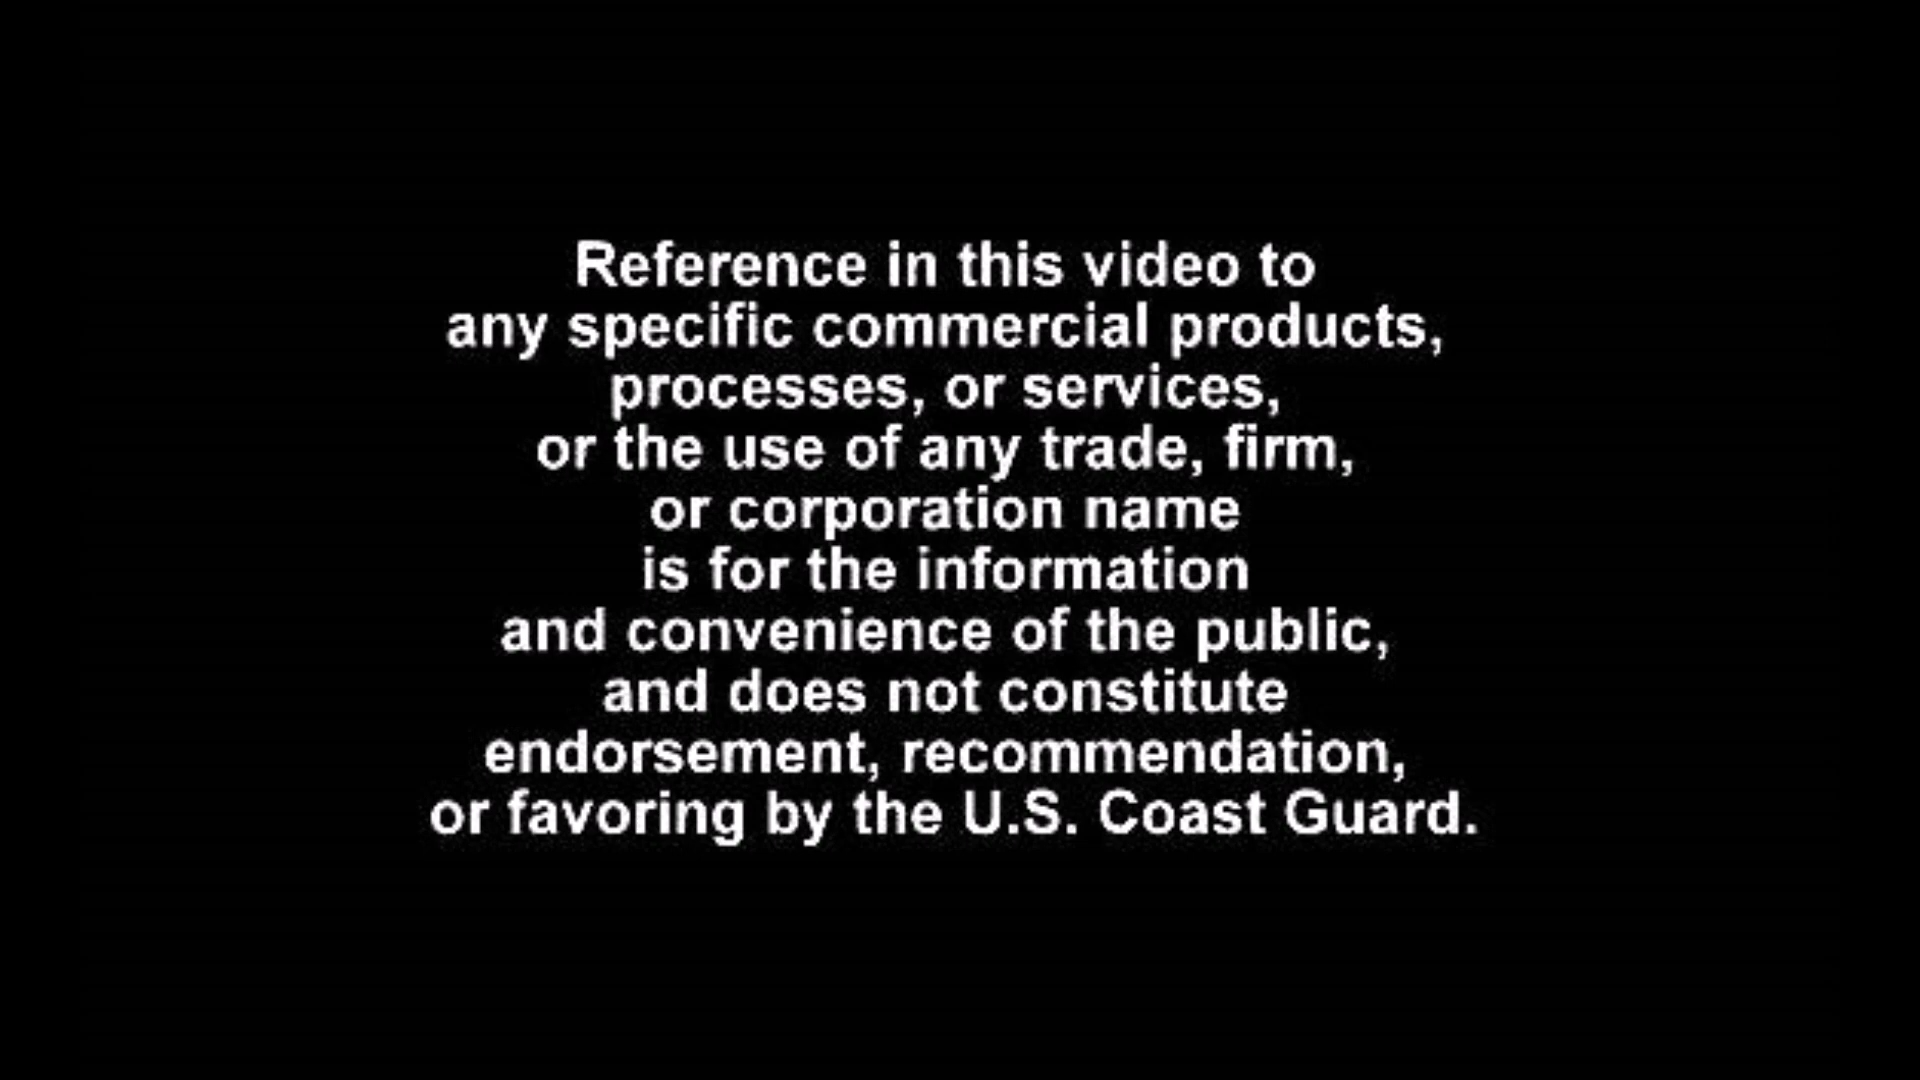 Reference in this video to
any specific commercial products,
processes, or services,
or the use of any trade, firm,
or corporation name
is for the information
and convenience of the public,
and does not constitute
endorsement, recommendation,
or favoring by the U.S. Coast Guard.